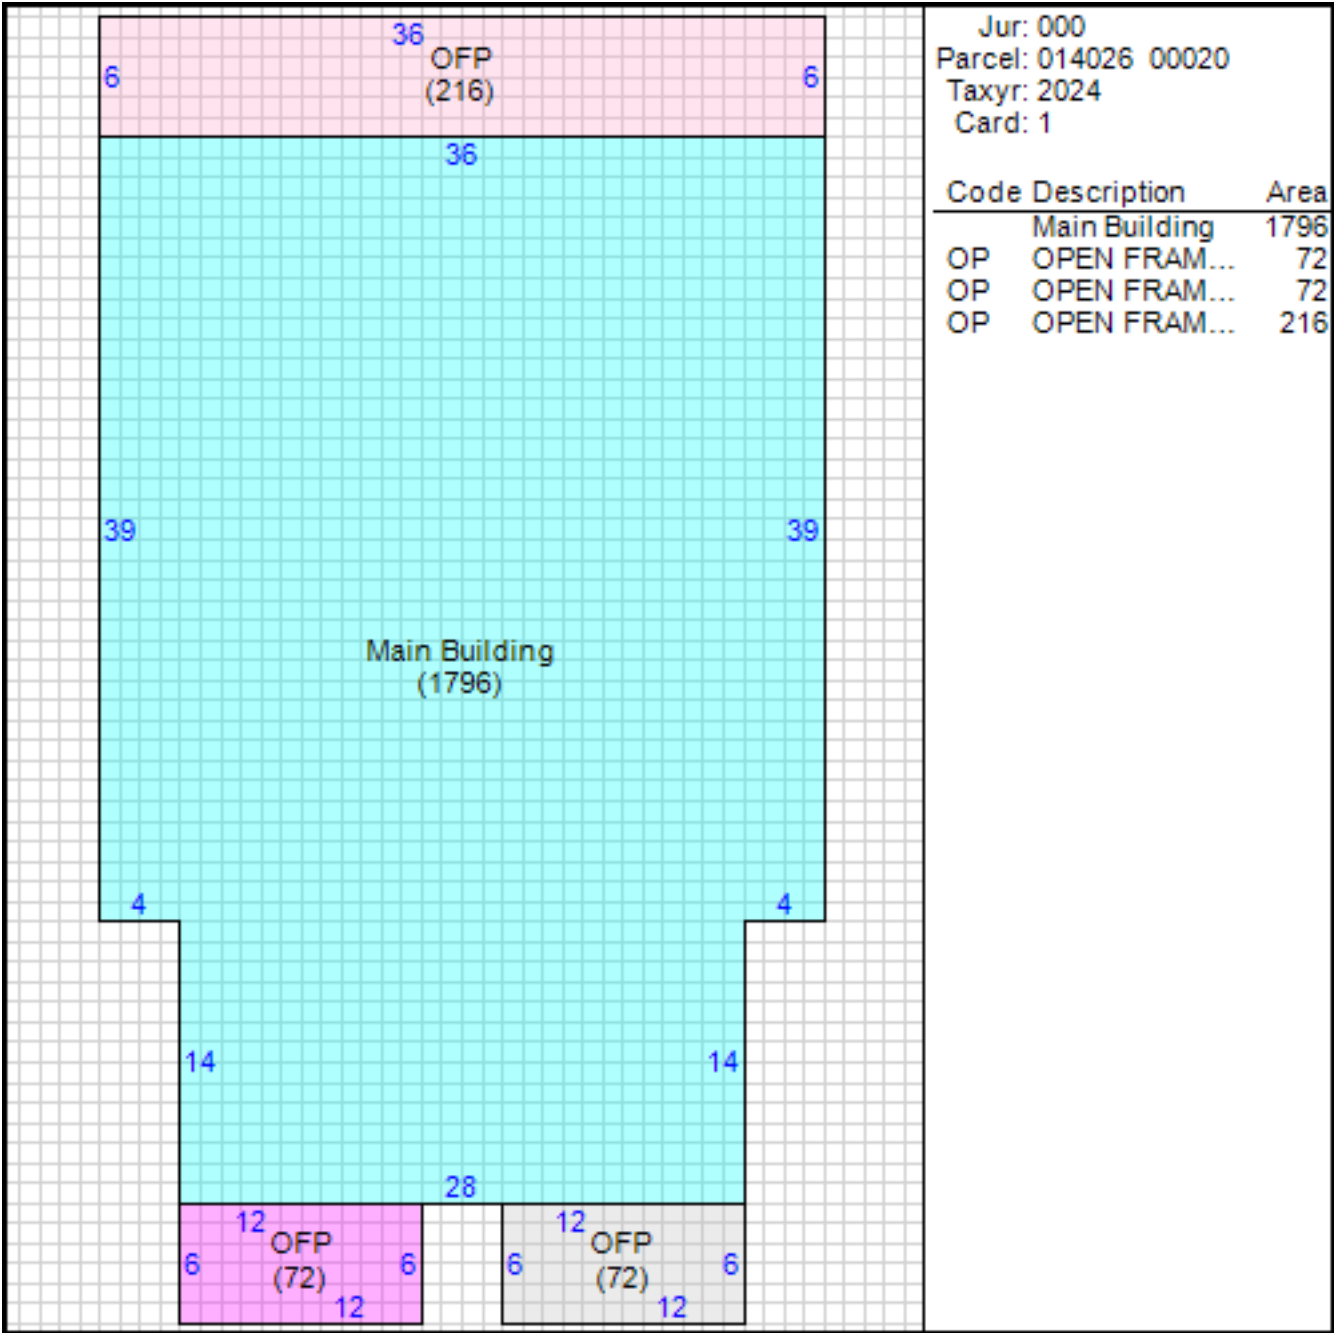 36
OFP
6 (216) 6
36
39 39
Main Building
(1796)
4 4
14 14
28
12 12
OFP OFP
6 (72) 6 6 (72) 6
12 12
Jur: 000
Parcel: 014026 00020
Taxyr: 2024
Card: 1
Code Description Area
Main Building 1796
OP OPEN FRAM... 72
OP OPEN FRAM... 72
OP OPEN FRAM... 216